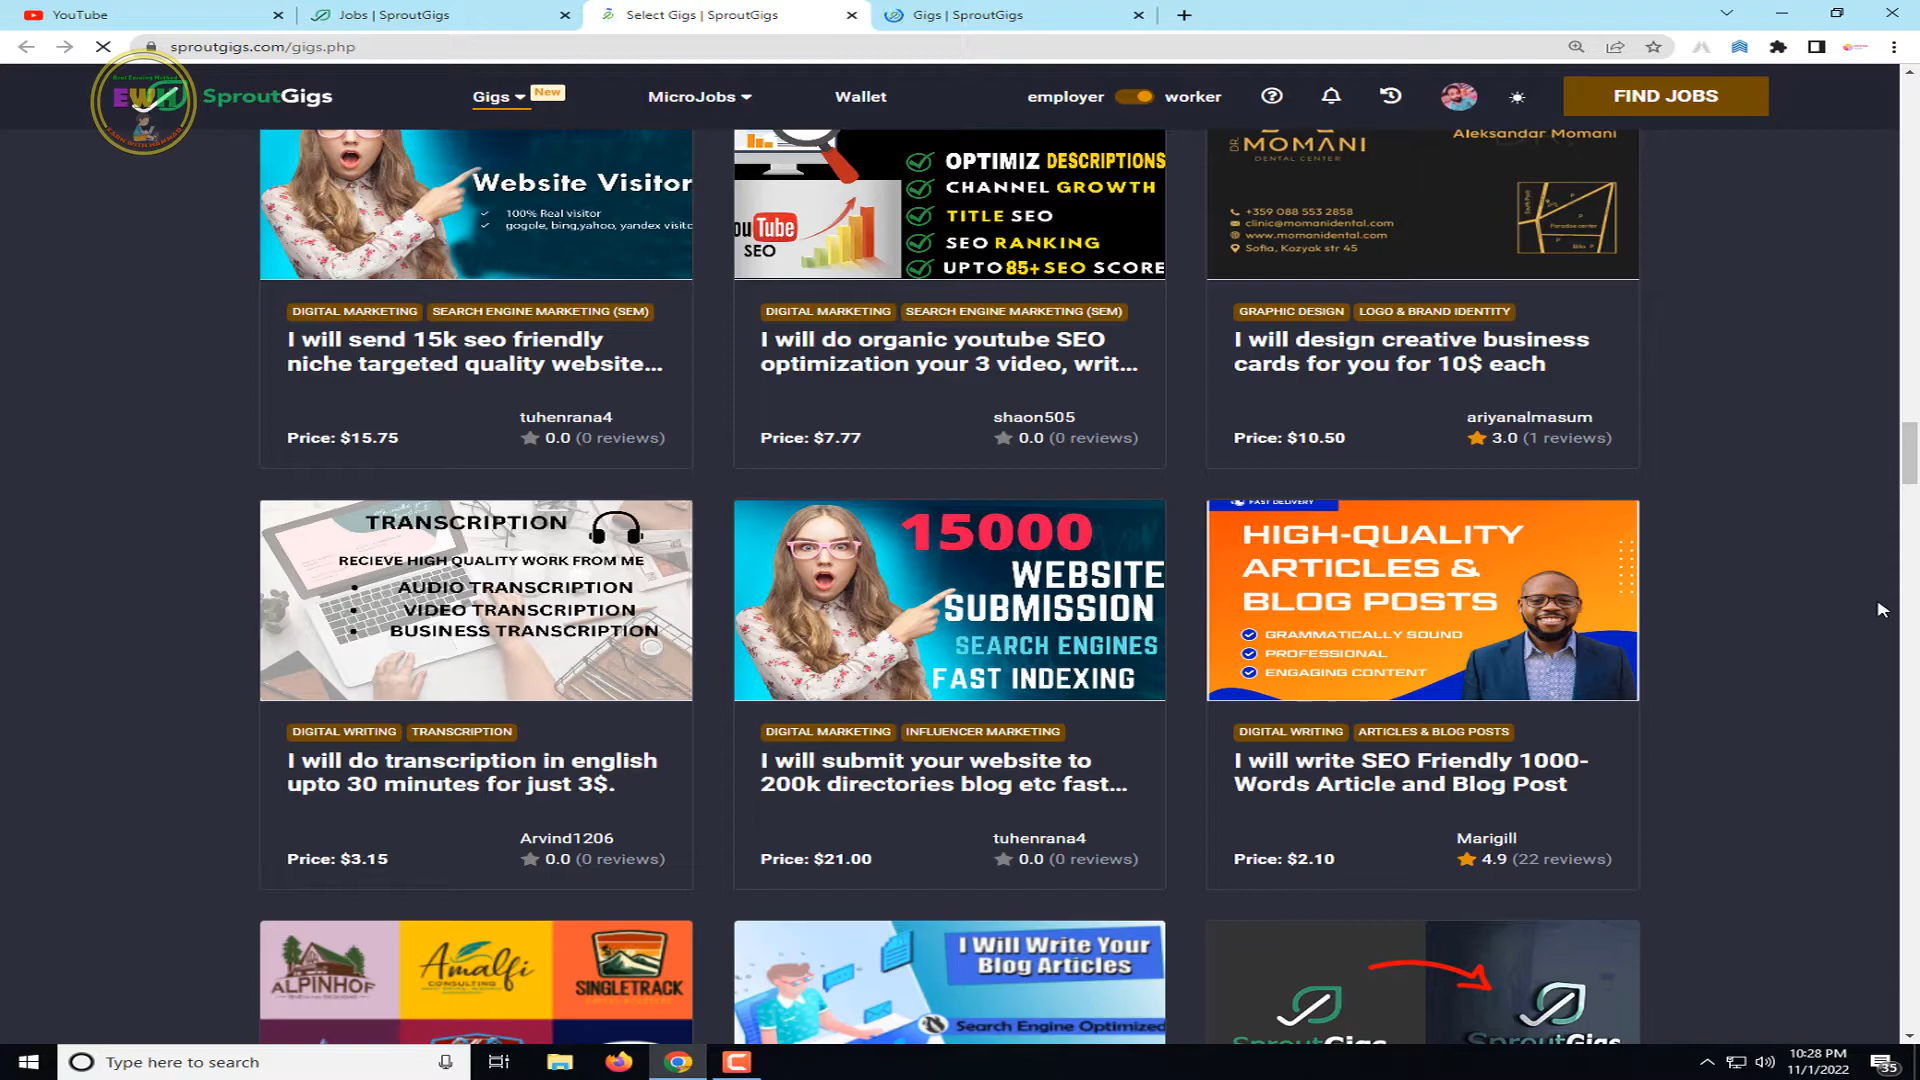 YouTube
Jobs | SproutGigs
Select Gigs | SproutGigs
Gigs | SproutGigs
sproutgigs.com/gigs.php
Real Earning Method
EWH
EARN WITH HAMMAD
SproutGigs
Gigs
New
MicroJobs
Wallet
employer
worker
FIND JOBS
Website Visitor
100% Real visitor
gogole, bing,yahoo, yandex visitc
OPTIMIZ DESCRIPTIONS
CHANNEL GROWTH
TITLE SEO
SEO RANKING
UPTO 85+ SEO SCORE
ouTube
SEO
DR. MOMANI
DENTAL CENTER
Aleksandar Momani
+359 088 553 2858
clinic@momanidental.com
www.momanidental.com
Sofia, Kozyak str 45
DIGITAL MARKETING
SEARCH ENGINE MARKETING (SEM)
I will send 15k seo friendly
niche targeted quality website...
tuhenrana4
Price: $15.75
0.0 (0 reviews)
DIGITAL MARKETING
SEARCH ENGINE MARKETING (SEM)
I will do organic youtube SEO
optimization your 3 video, writ...
shaon505
Price: $7.77
0.0 (0 reviews)
GRAPHIC DESIGN
LOGO & BRAND IDENTITY
I will design creative business
cards for you for 10$ each
ariyanalmasum
Price: $10.50
3.0 (1 reviews)
TRANSCRIPTION
RECIEVE HIGH QUALITY WORK FROM ME
• AUDIO TRANSCRIPTION
• VIDEO TRANSCRIPTION
• BUSINESS TRANSCRIPTION
15000
WEBSITE
SUBMISSION
SEARCH ENGINES
FAST INDEXING
FAST DELIVERY
HIGH-QUALITY
ARTICLES &
BLOG POSTS
GRAMMATICALLY SOUND
PROFESSIONAL
ENGAGING CONTENT
DIGITAL WRITING
TRANSCRIPTION
I will do transcription in english
upto 30 minutes for just 3$.
Arvind1206
Price: $3.15
0.0 (0 reviews)
DIGITAL MARKETING
INFLUENCER MARKETING
I will submit your website to
200k directories blog etc fast...
tuhenrana4
Price: $21.00
0.0 (0 reviews)
DIGITAL WRITING
ARTICLES & BLOG POSTS
I will write SEO Friendly 1000-
Words Article and Blog Post
Marigill
Price: $2.10
4.9 (22 reviews)
ALPINHOF
Amalfi
CONSULTING
SINGLETRACK
I Will Write Your
Blog Articles
Search Engine Optimized
SproutGigs
SproutGigs
Type here to search
10:28 PM
11/1/2022
35